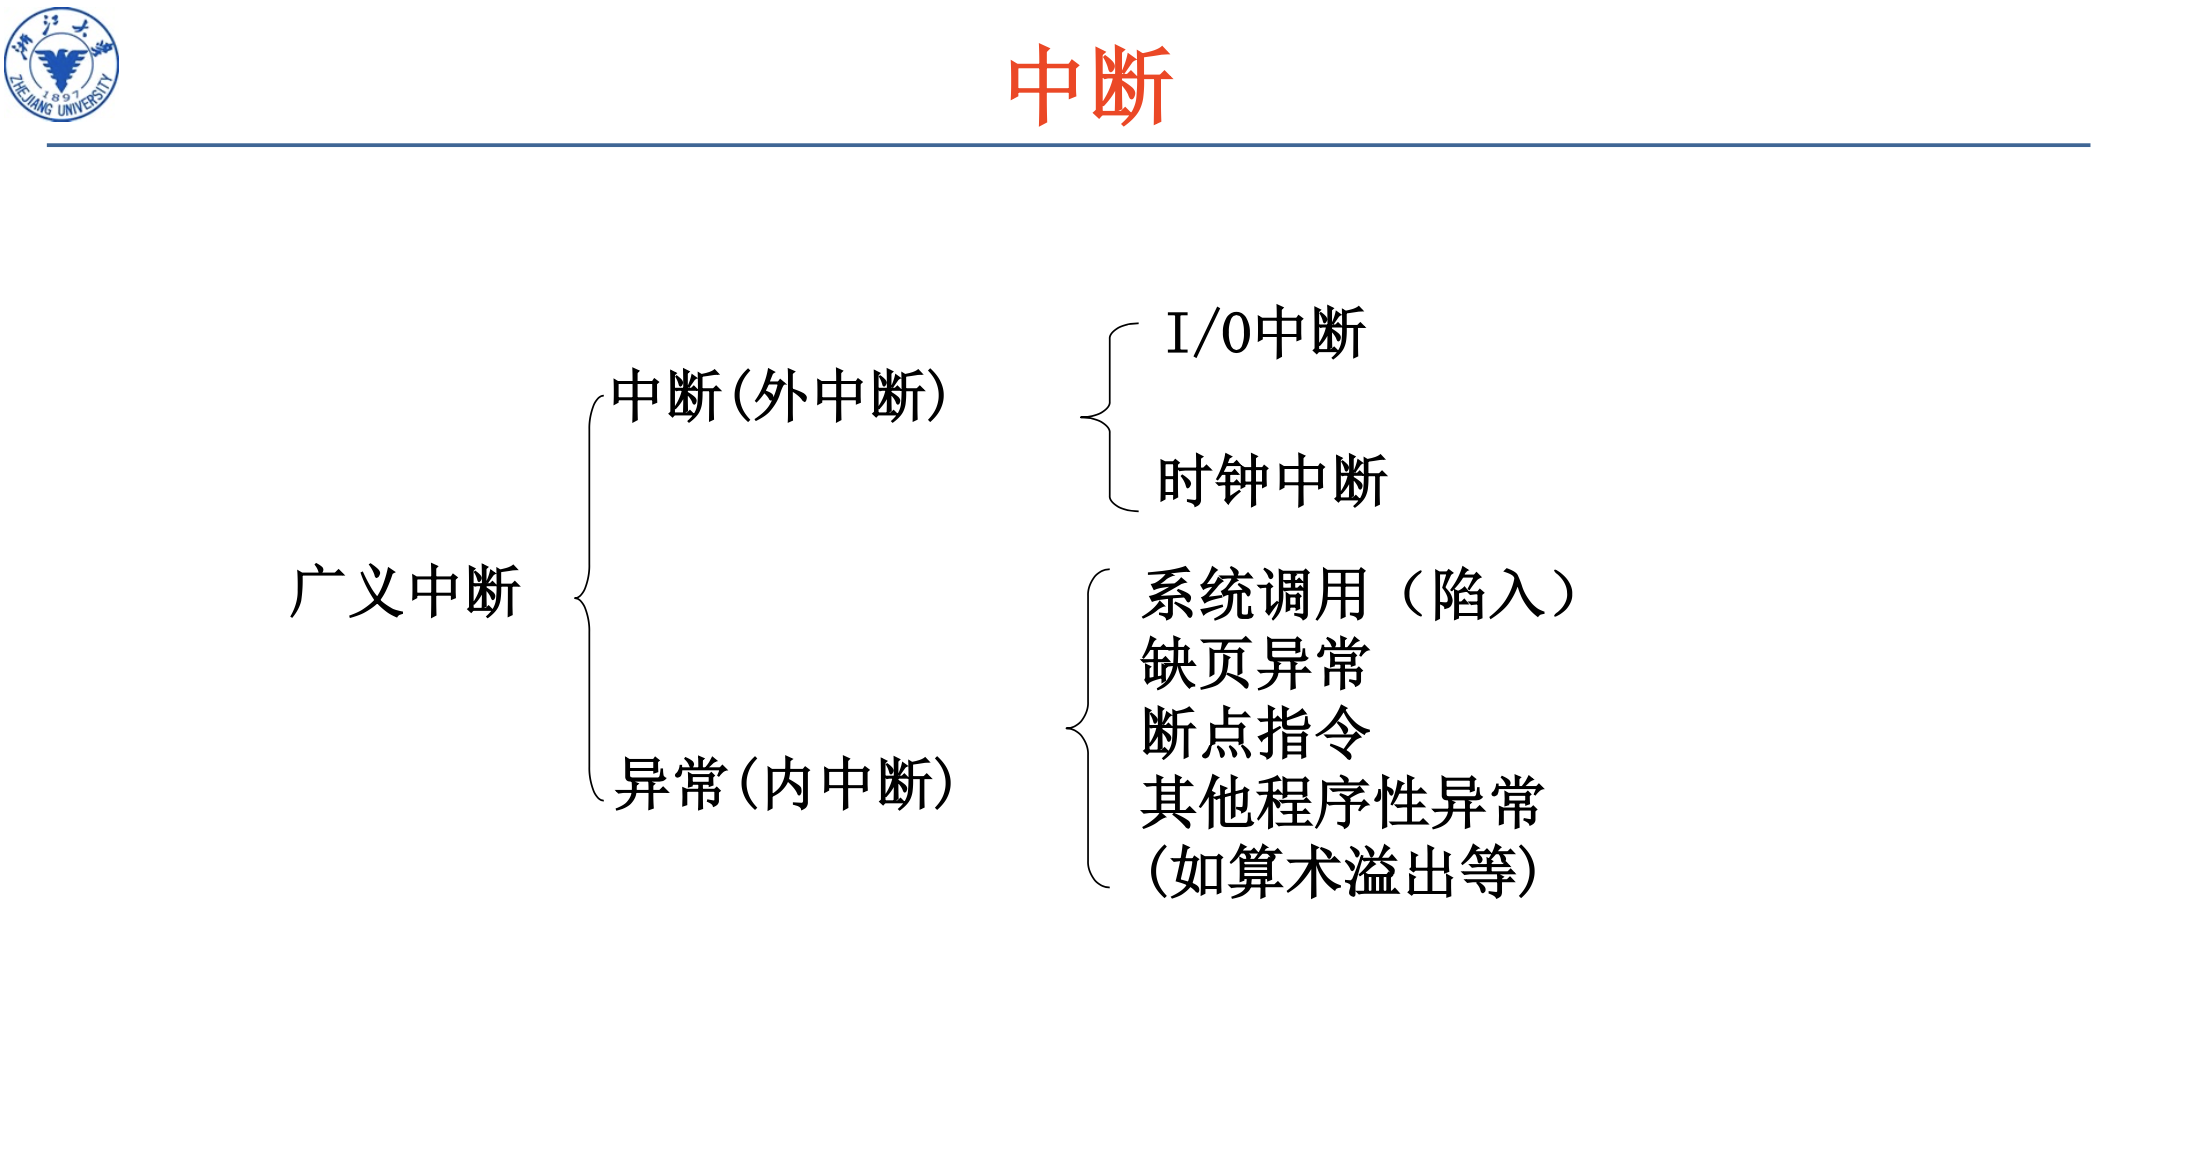 浙江大学
ZHEJIANG UNIVERSITY
1897
中断
广义中断
中断(外中断)
I/O中断
时钟中断
异常(内中断)
系统调用（陷入）
缺页异常
断点指令
其他程序性异常
(如算术溢出等)